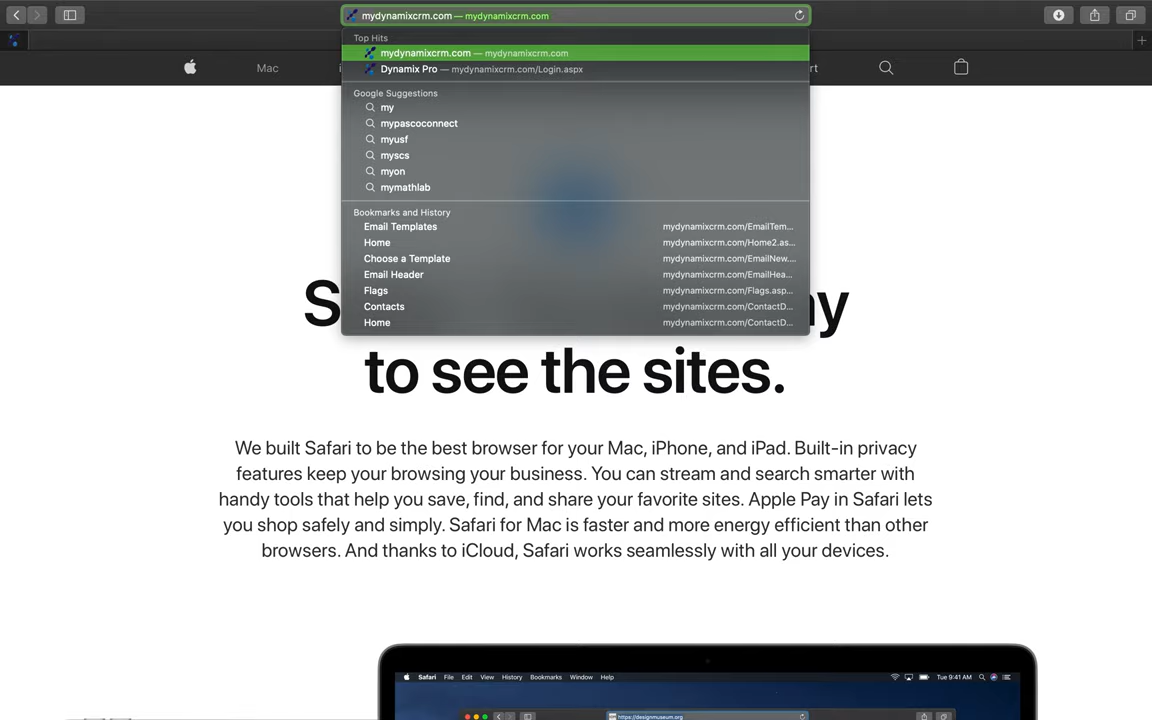 mydynamixcrm.com — mydynamixcrm.com
Top Hits
mydynamixcrm.com — mydynamixcrm.com
Dynamix Pro — mydynamixcrm.com/Login.aspx
Mac
Google Suggestions
my
mypascoconnect
myusf
myscs
myon
mymathlab
Bookmarks and History
Email Templates mydynamixcrm.com/EmailTem...
Home mydynamixcrm.com/Home2.as...
Choose a Template mydynamixcrm.com/EmailNew....
Email Header mydynamixcrm.com/EmailHea...
Flags mydynamixcrm.com/Flags.asp...
Contacts mydynamixcrm.com/ContactD...
Home mydynamixcrm.com/ContactD...
to see the sites.
We built Safari to be the best browser for your Mac, iPhone, and iPad. Built-in privacy
features keep your browsing your business. You can stream and search smarter with
handy tools that help you save, find, and share your favorite sites. Apple Pay in Safari lets
you shop safely and simply. Safari for Mac is faster and more energy efficient than other
browsers. And thanks to iCloud, Safari works seamlessly with all your devices.
Safari File Edit View History Bookmarks Window Help Tue 9:41 AM
https://designmuseum.org